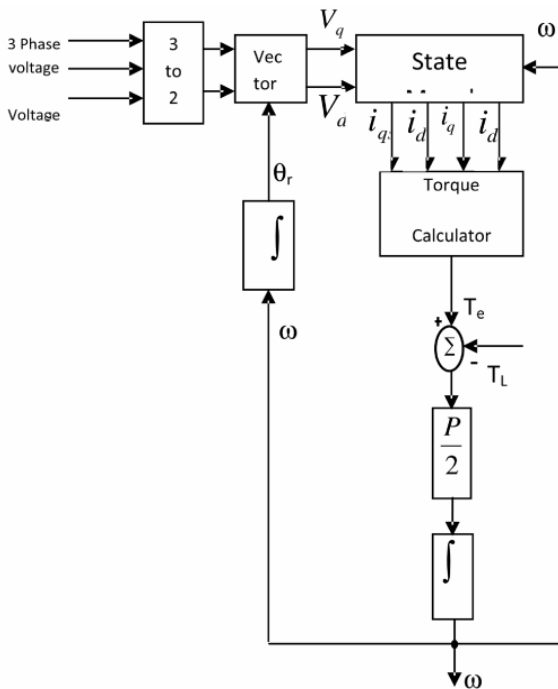 3 Phase
voltage
Voltage
3
to
2
Vec
tor
V_q
V_a
State
ω
i_qs
i_d
i_q
i_d
θ_r
∫
ω
Torque
Calculator
T_e
+
Σ
-
T_L
P
2
∫
ω